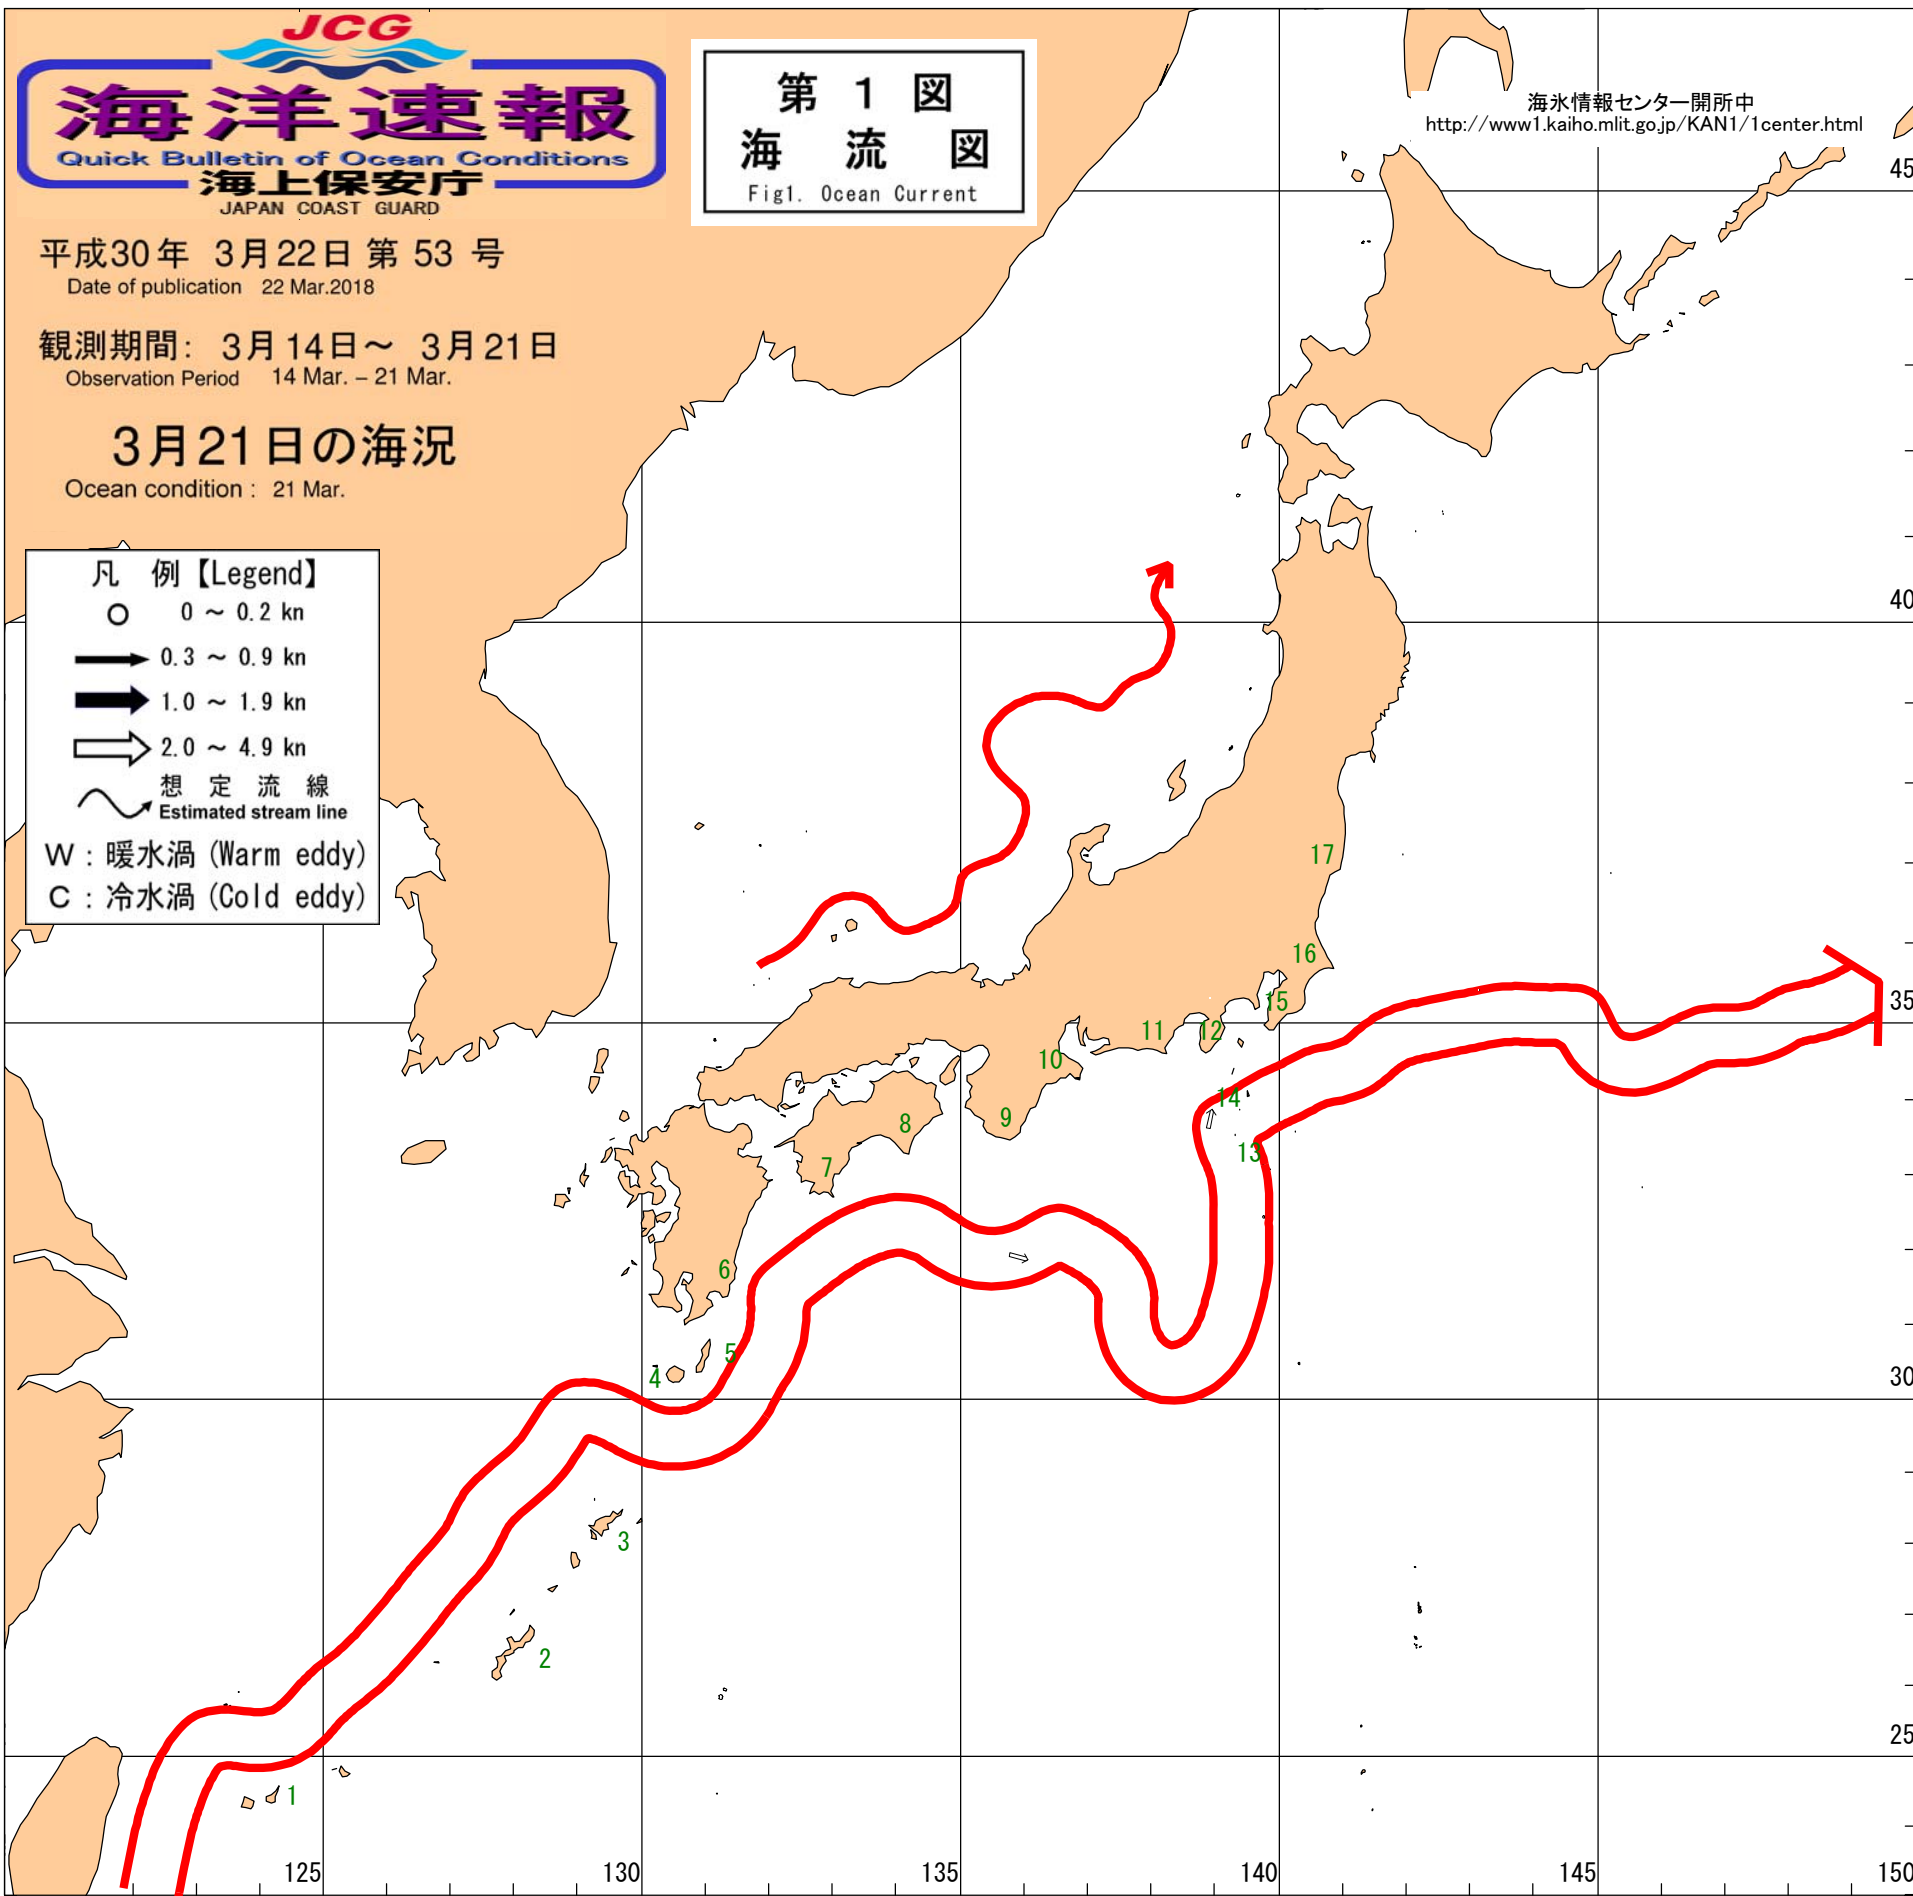 JCG
海洋速報
Quick Bulletin of Ocean Conditions
海上保安庁
JAPAN COAST GUARD
第 1 図
海 流 図
Fig1. Ocean Current
海氷情報センター開所中
http://www1.kaiho.mlit.go.jp/KAN1/1center.html
平成30年 3月22日 第 53 号
Date of publication 22 Mar.2018
観測期間: 3月14日～ 3月21日
Observation Period 14 Mar. – 21 Mar.
3月21日の海況
Ocean condition : 21 Mar.
凡 例【Legend】
0 ～ 0.2 kn
0.3 ～ 0.9 kn
1.0 ～ 1.9 kn
2.0 ～ 4.9 kn
想 定 流 線
Estimated stream line
W : 暖水渦 (Warm eddy)
C : 冷水渦 (Cold eddy)
45
40
17
16
35
15
11
12
10
14
9
8
13
7
6
5
4
30
3
2
25
1
125
130
135
140
145
150